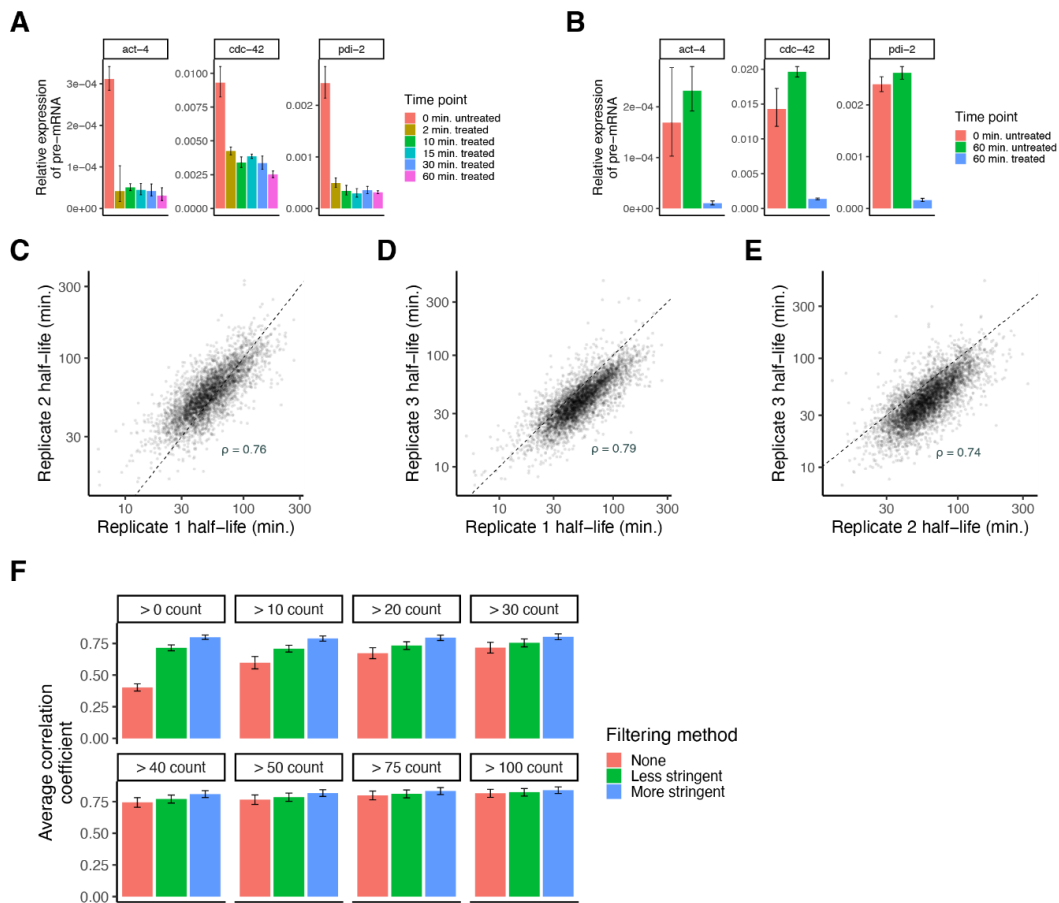 A
B
act−4
cdc−42
pdi−2
act−4
cdc−42
pdi−2
Relative expression
of pre−mRNA
3e−04
2e−04
1e−04
0e+00
0.0100
0.0075
0.0050
0.0025
0.0000
0.002
0.001
0.000
Time point
0 min. untreated
2 min. treated
10 min. treated
15 min. treated
30 min. treated
60 min. treated
Relative expression
of pre−mRNA
2e−04
1e−04
0e+00
0.020
0.015
0.010
0.005
0.000
0.002
0.001
0.000
Time point
0 min. untreated
60 min. untreated
60 min. treated
C
D
E
Replicate 2 half−life (min.)
300
100
30
ρ = 0.76
10
30
100
300
Replicate 1 half−life (min.)
Replicate 3 half−life (min.)
300
100
30
10
ρ = 0.79
10
30
100
300
Replicate 1 half−life (min.)
Replicate 3 half−life (min.)
300
100
30
10
ρ = 0.74
30
100
300
Replicate 2 half−life (min.)
F
> 0 count
> 10 count
> 20 count
> 30 count
0.75
0.50
0.25
0.00
> 40 count
> 50 count
> 75 count
> 100 count
0.75
0.50
0.25
0.00
Average correlation
coefficient
Filtering method
None
Less stringent
More stringent